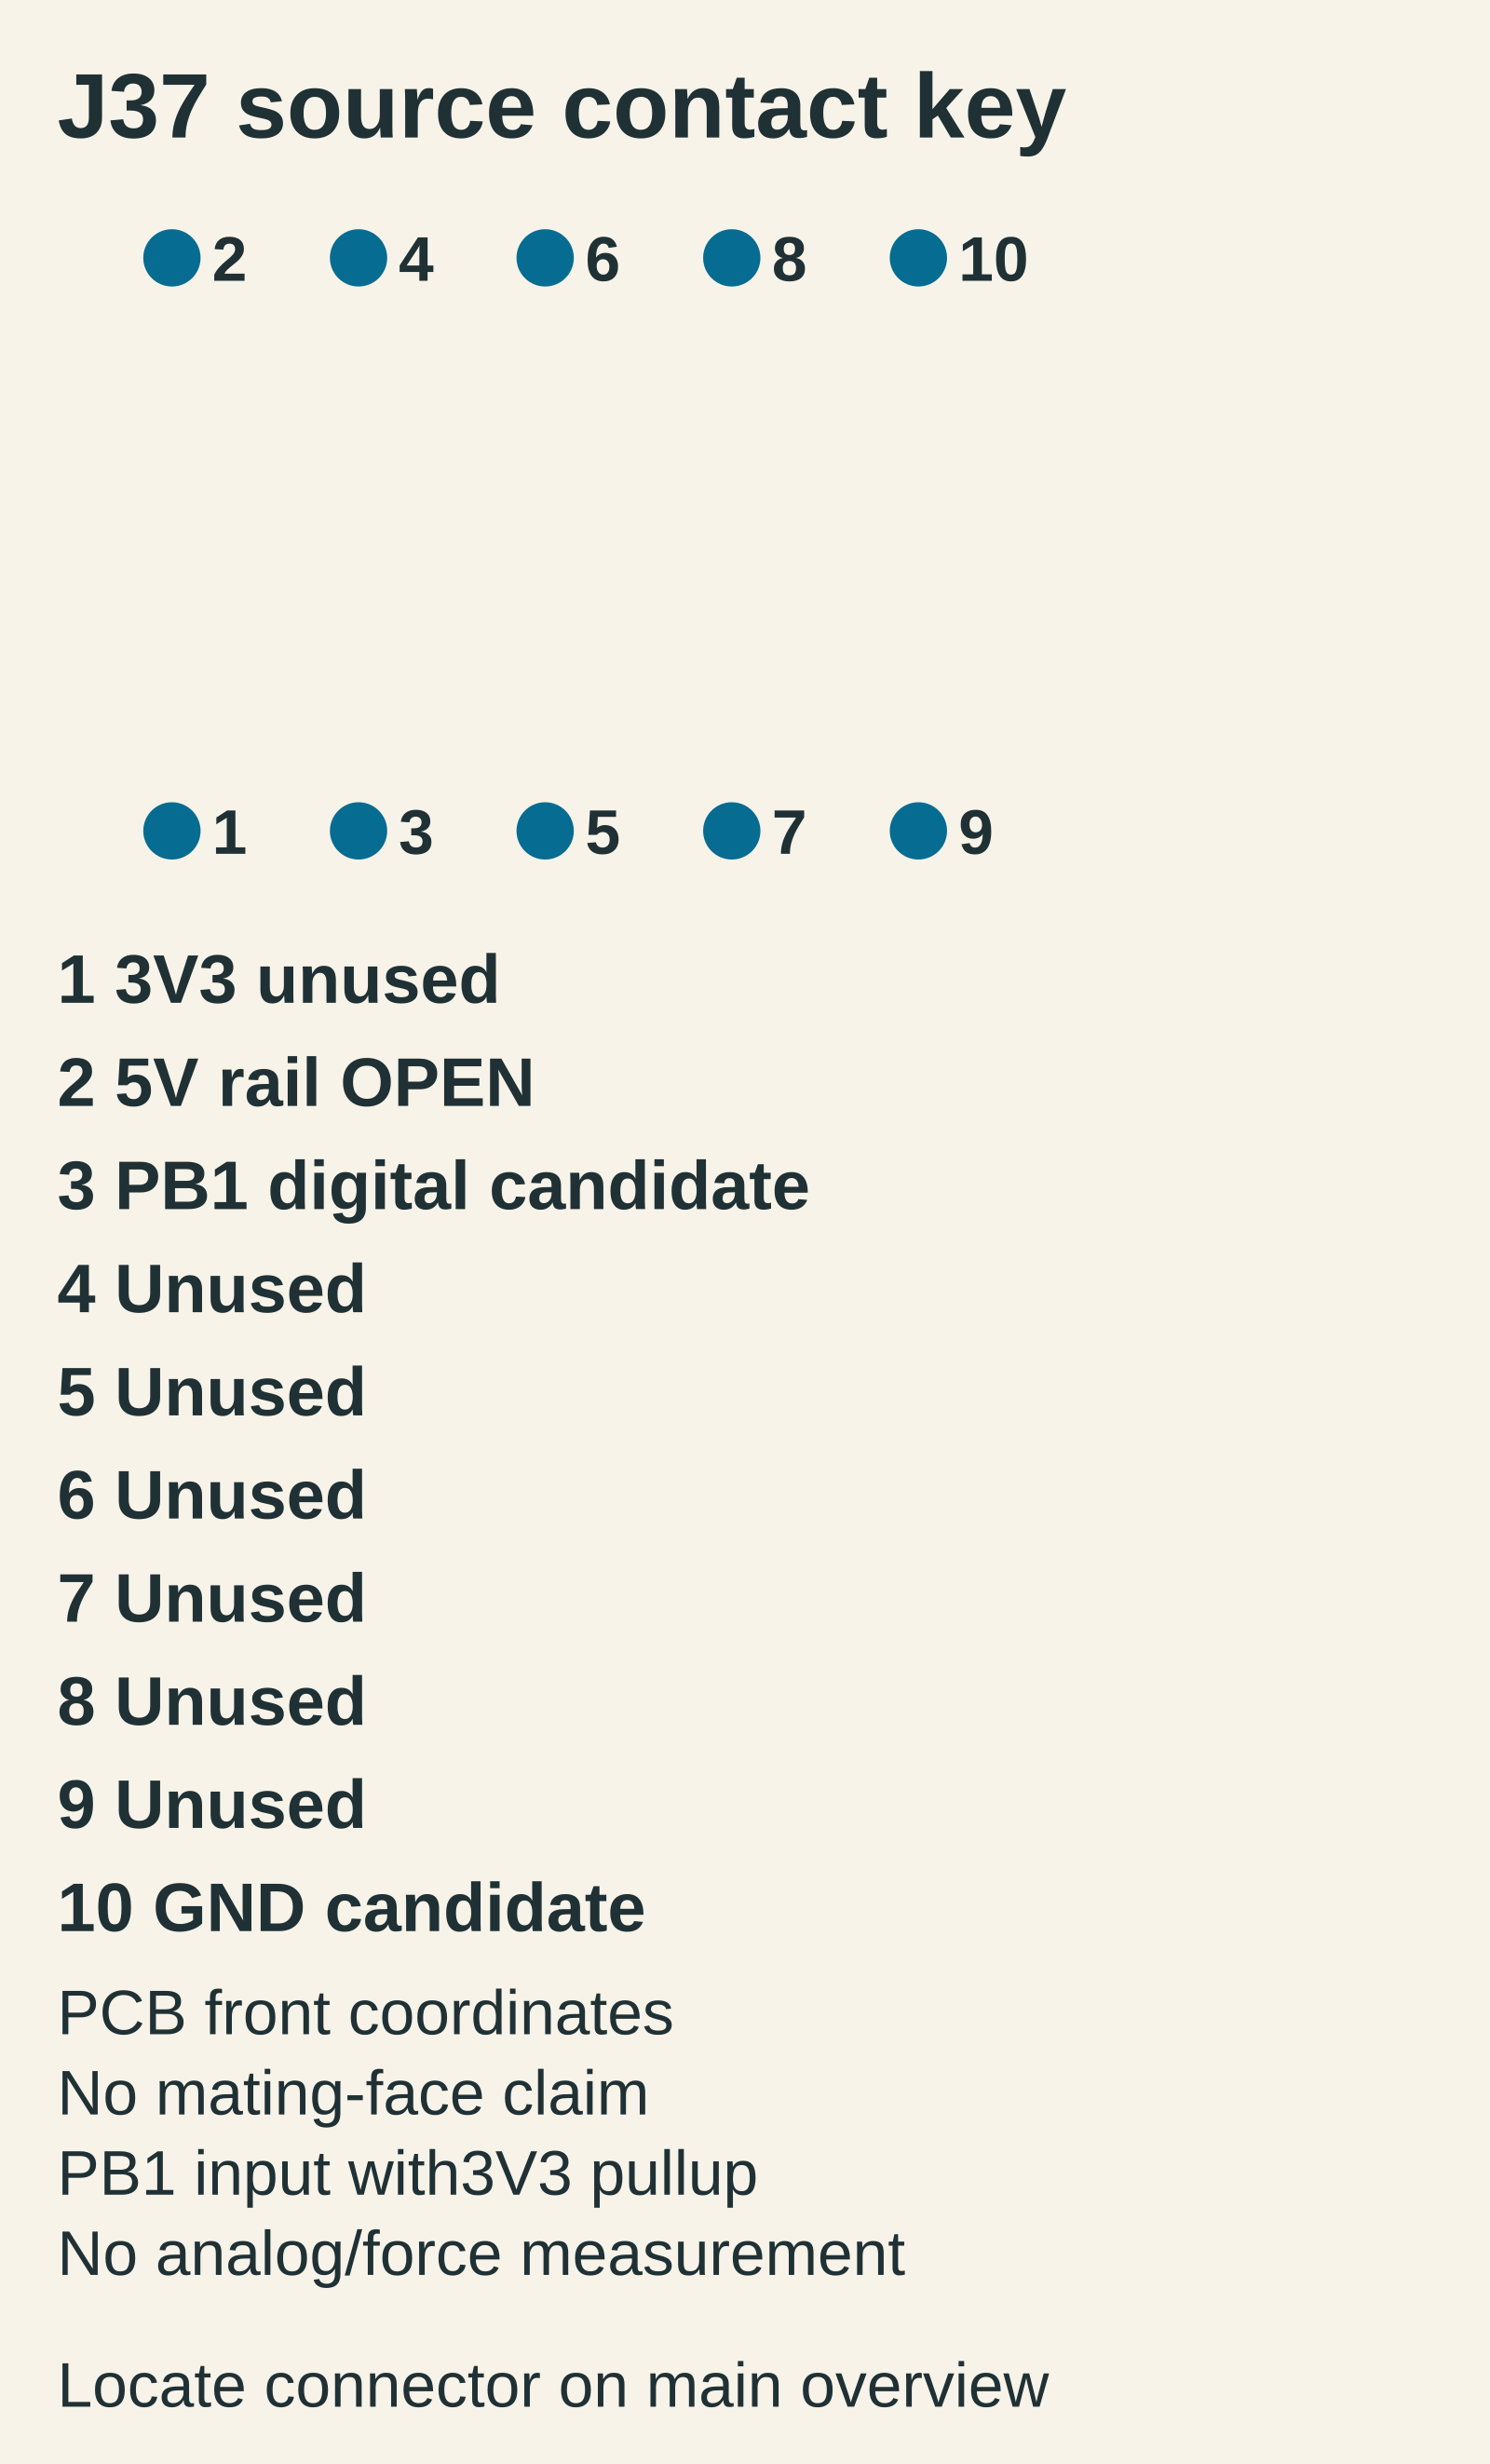 J37 source contact key
2 4 6 8 10
1 3 5 7 9
1 3V3 unused
2 5V rail OPEN
3 PB1 digital candidate
4 Unused
5 Unused
6 Unused
7 Unused
8 Unused
9 Unused
10 GND candidate
PCB front coordinates
No mating-face claim
PB1 input with3V3 pullup
No analog/force measurement
Locate connector on main overview